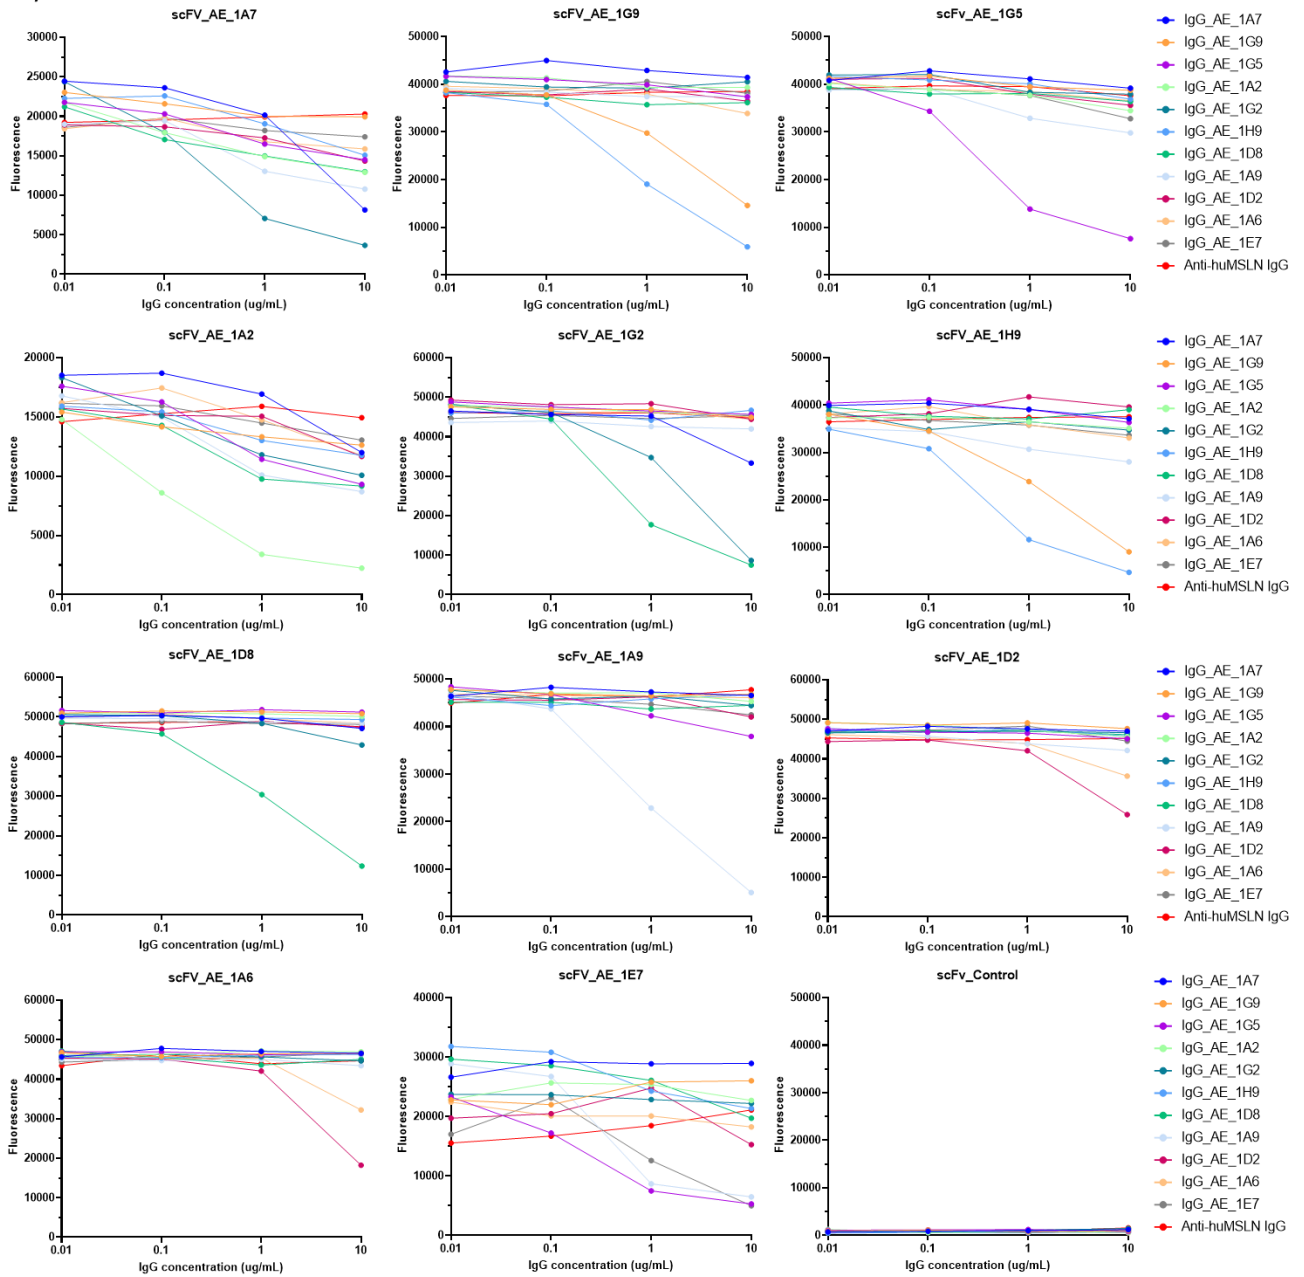 scFV_AE_1A7
Fluorescence
30000
25000
20000
15000
10000
5000
0
0.01 0.1 1 10
IgG concentration (ug/mL)
scFV_AE_1G9
Fluorescence
50000
40000
30000
20000
10000
0
0.01 0.1 1 10
IgG concentration (ug/mL)
scFv_AE_1G5
Fluorescence
50000
40000
30000
20000
10000
0
0.01 0.1 1 10
IgG concentration (ug/mL)
IgG_AE_1A7
IgG_AE_1G9
IgG_AE_1G5
IgG_AE_1A2
IgG_AE_1G2
IgG_AE_1H9
IgG_AE_1D8
IgG_AE_1A9
IgG_AE_1D2
IgG_AE_1A6
IgG_AE_1E7
Anti-huMSLN IgG
scFV_AE_1A2
Fluorescence
20000
15000
10000
5000
0
0.01 0.1 1 10
IgG concentration (ug/mL)
scFV_AE_1G2
Fluorescence
60000
50000
40000
30000
20000
10000
0
0.01 0.1 1 10
IgG concentration (ug/mL)
scFV_AE_1H9
Fluorescence
50000
40000
30000
20000
10000
0
0.01 0.1 1 10
IgG concentration (ug/mL)
IgG_AE_1A7
IgG_AE_1G9
IgG_AE_1G5
IgG_AE_1A2
IgG_AE_1G2
IgG_AE_1H9
IgG_AE_1D8
IgG_AE_1A9
IgG_AE_1D2
IgG_AE_1A6
IgG_AE_1E7
Anti-huMSLN IgG
scFV_AE_1D8
Fluorescence
60000
50000
40000
30000
20000
10000
0
0.01 0.1 1 10
IgG concentration (ug/mL)
scFv_AE_1A9
Fluorescence
50000
40000
30000
20000
10000
0
0.01 0.1 1 10
IgG concentration (ug/mL)
scFV_AE_1D2
Fluorescence
60000
50000
40000
30000
20000
10000
0
0.01 0.1 1 10
IgG concentration (ug/mL)
IgG_AE_1A7
IgG_AE_1G9
IgG_AE_1G5
IgG_AE_1A2
IgG_AE_1G2
IgG_AE_1H9
IgG_AE_1D8
IgG_AE_1A9
IgG_AE_1D2
IgG_AE_1A6
IgG_AE_1E7
Anti-huMSLN IgG
scFV_AE_1A6
Fluorescence
60000
50000
40000
30000
20000
10000
0
0.01 0.1 1 10
IgG concentration (ug/mL)
scFV_AE_1E7
Fluorescence
40000
30000
20000
10000
0
0.01 0.1 1 10
IgG concentration (ug/mL)
scFv_Control
Fluorescence
50000
40000
30000
20000
10000
0
0.01 0.1 1 10
IgG concentration (ug/mL)
IgG_AE_1A7
IgG_AE_1G9
IgG_AE_1G5
IgG_AE_1A2
IgG_AE_1G2
IgG_AE_1H9
IgG_AE_1D8
IgG_AE_1A9
IgG_AE_1D2
IgG_AE_1A6
IgG_AE_1E7
Anti-huMSLN IgG